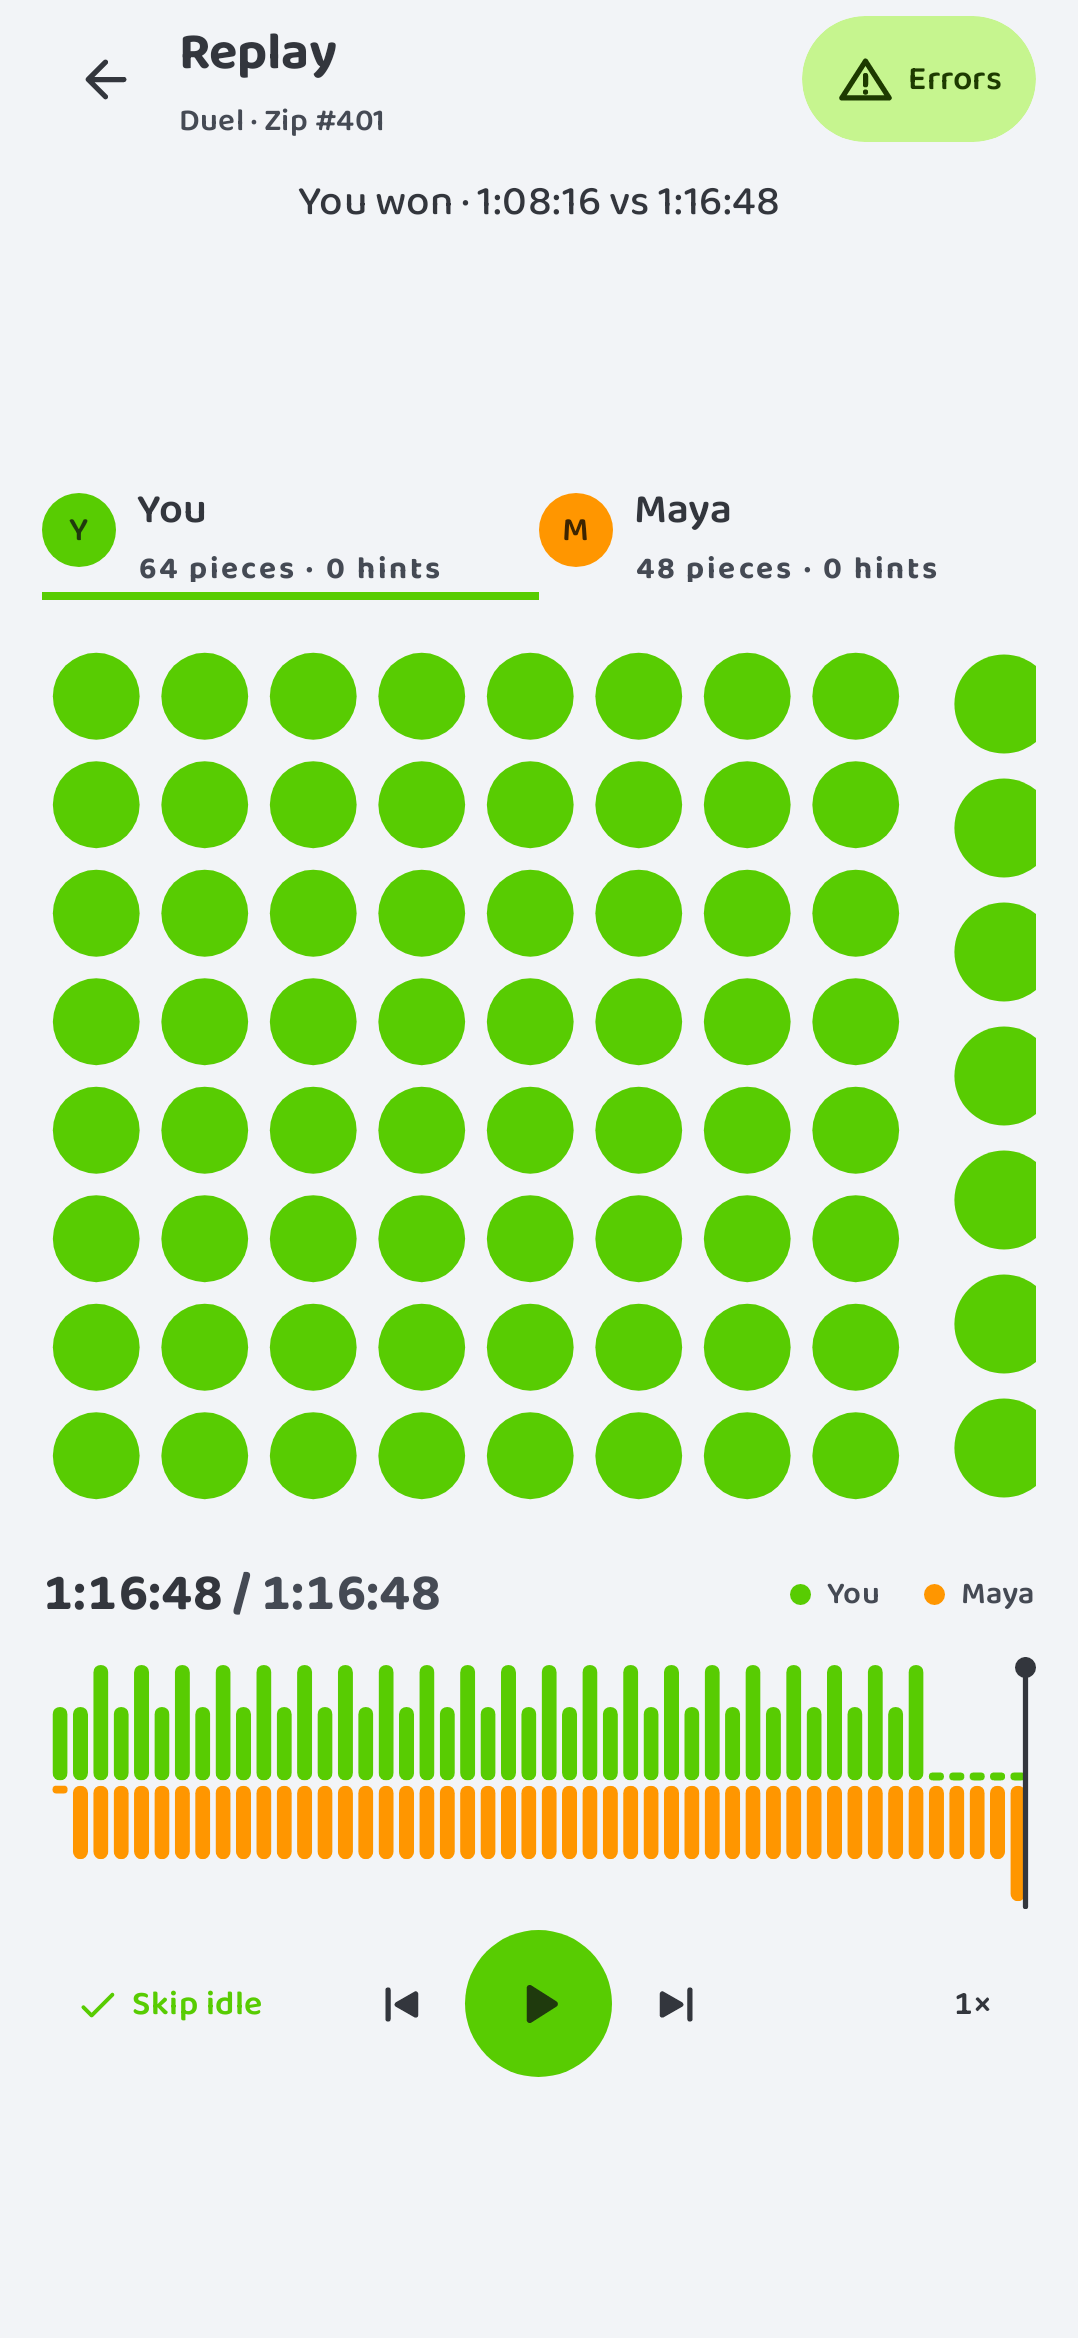 Replay
Duel · Zip #401
Errors
You won · 1:08:16 vs 1:16:48
Y
You
64 pieces · 0 hints
M
Maya
48 pieces · 0 hints
1:16:48 / 1:16:48
You
Maya
Skip idle
1×